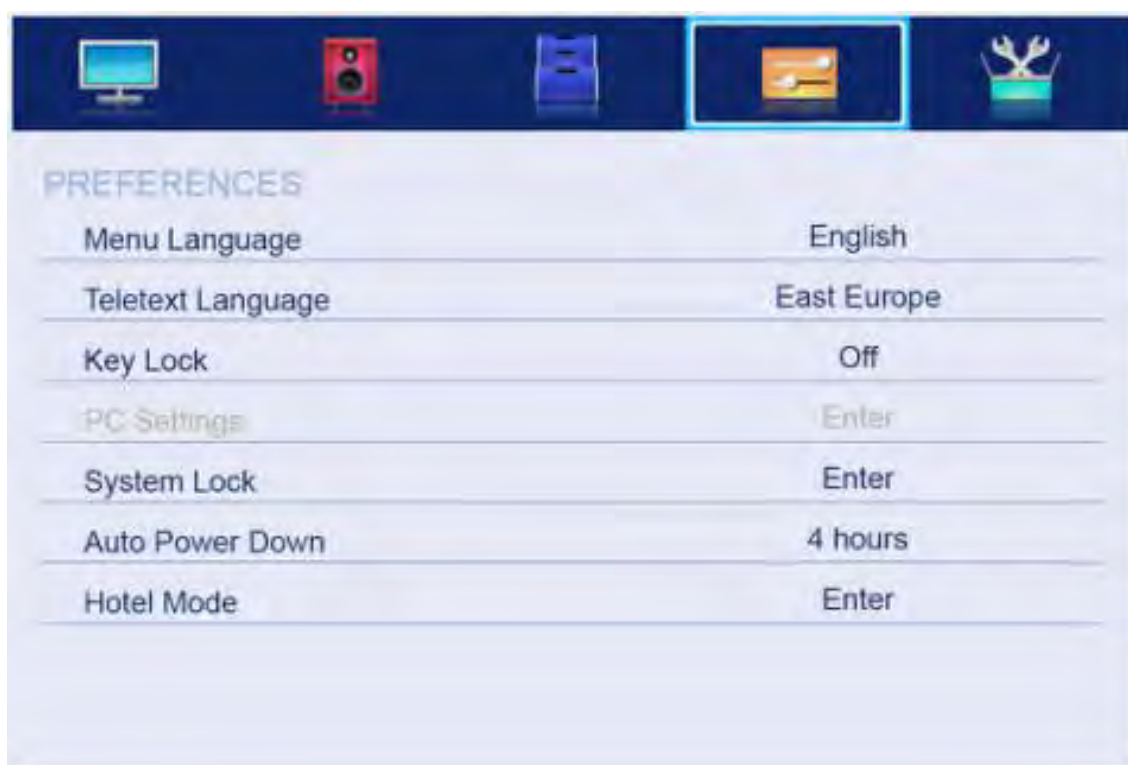 PREFERENCES
Menu Language English
Teletext Language East Europe
Key Lock Off
PC Settings Enter
System Lock Enter
Auto Power Down 4 hours
Hotel Mode Enter